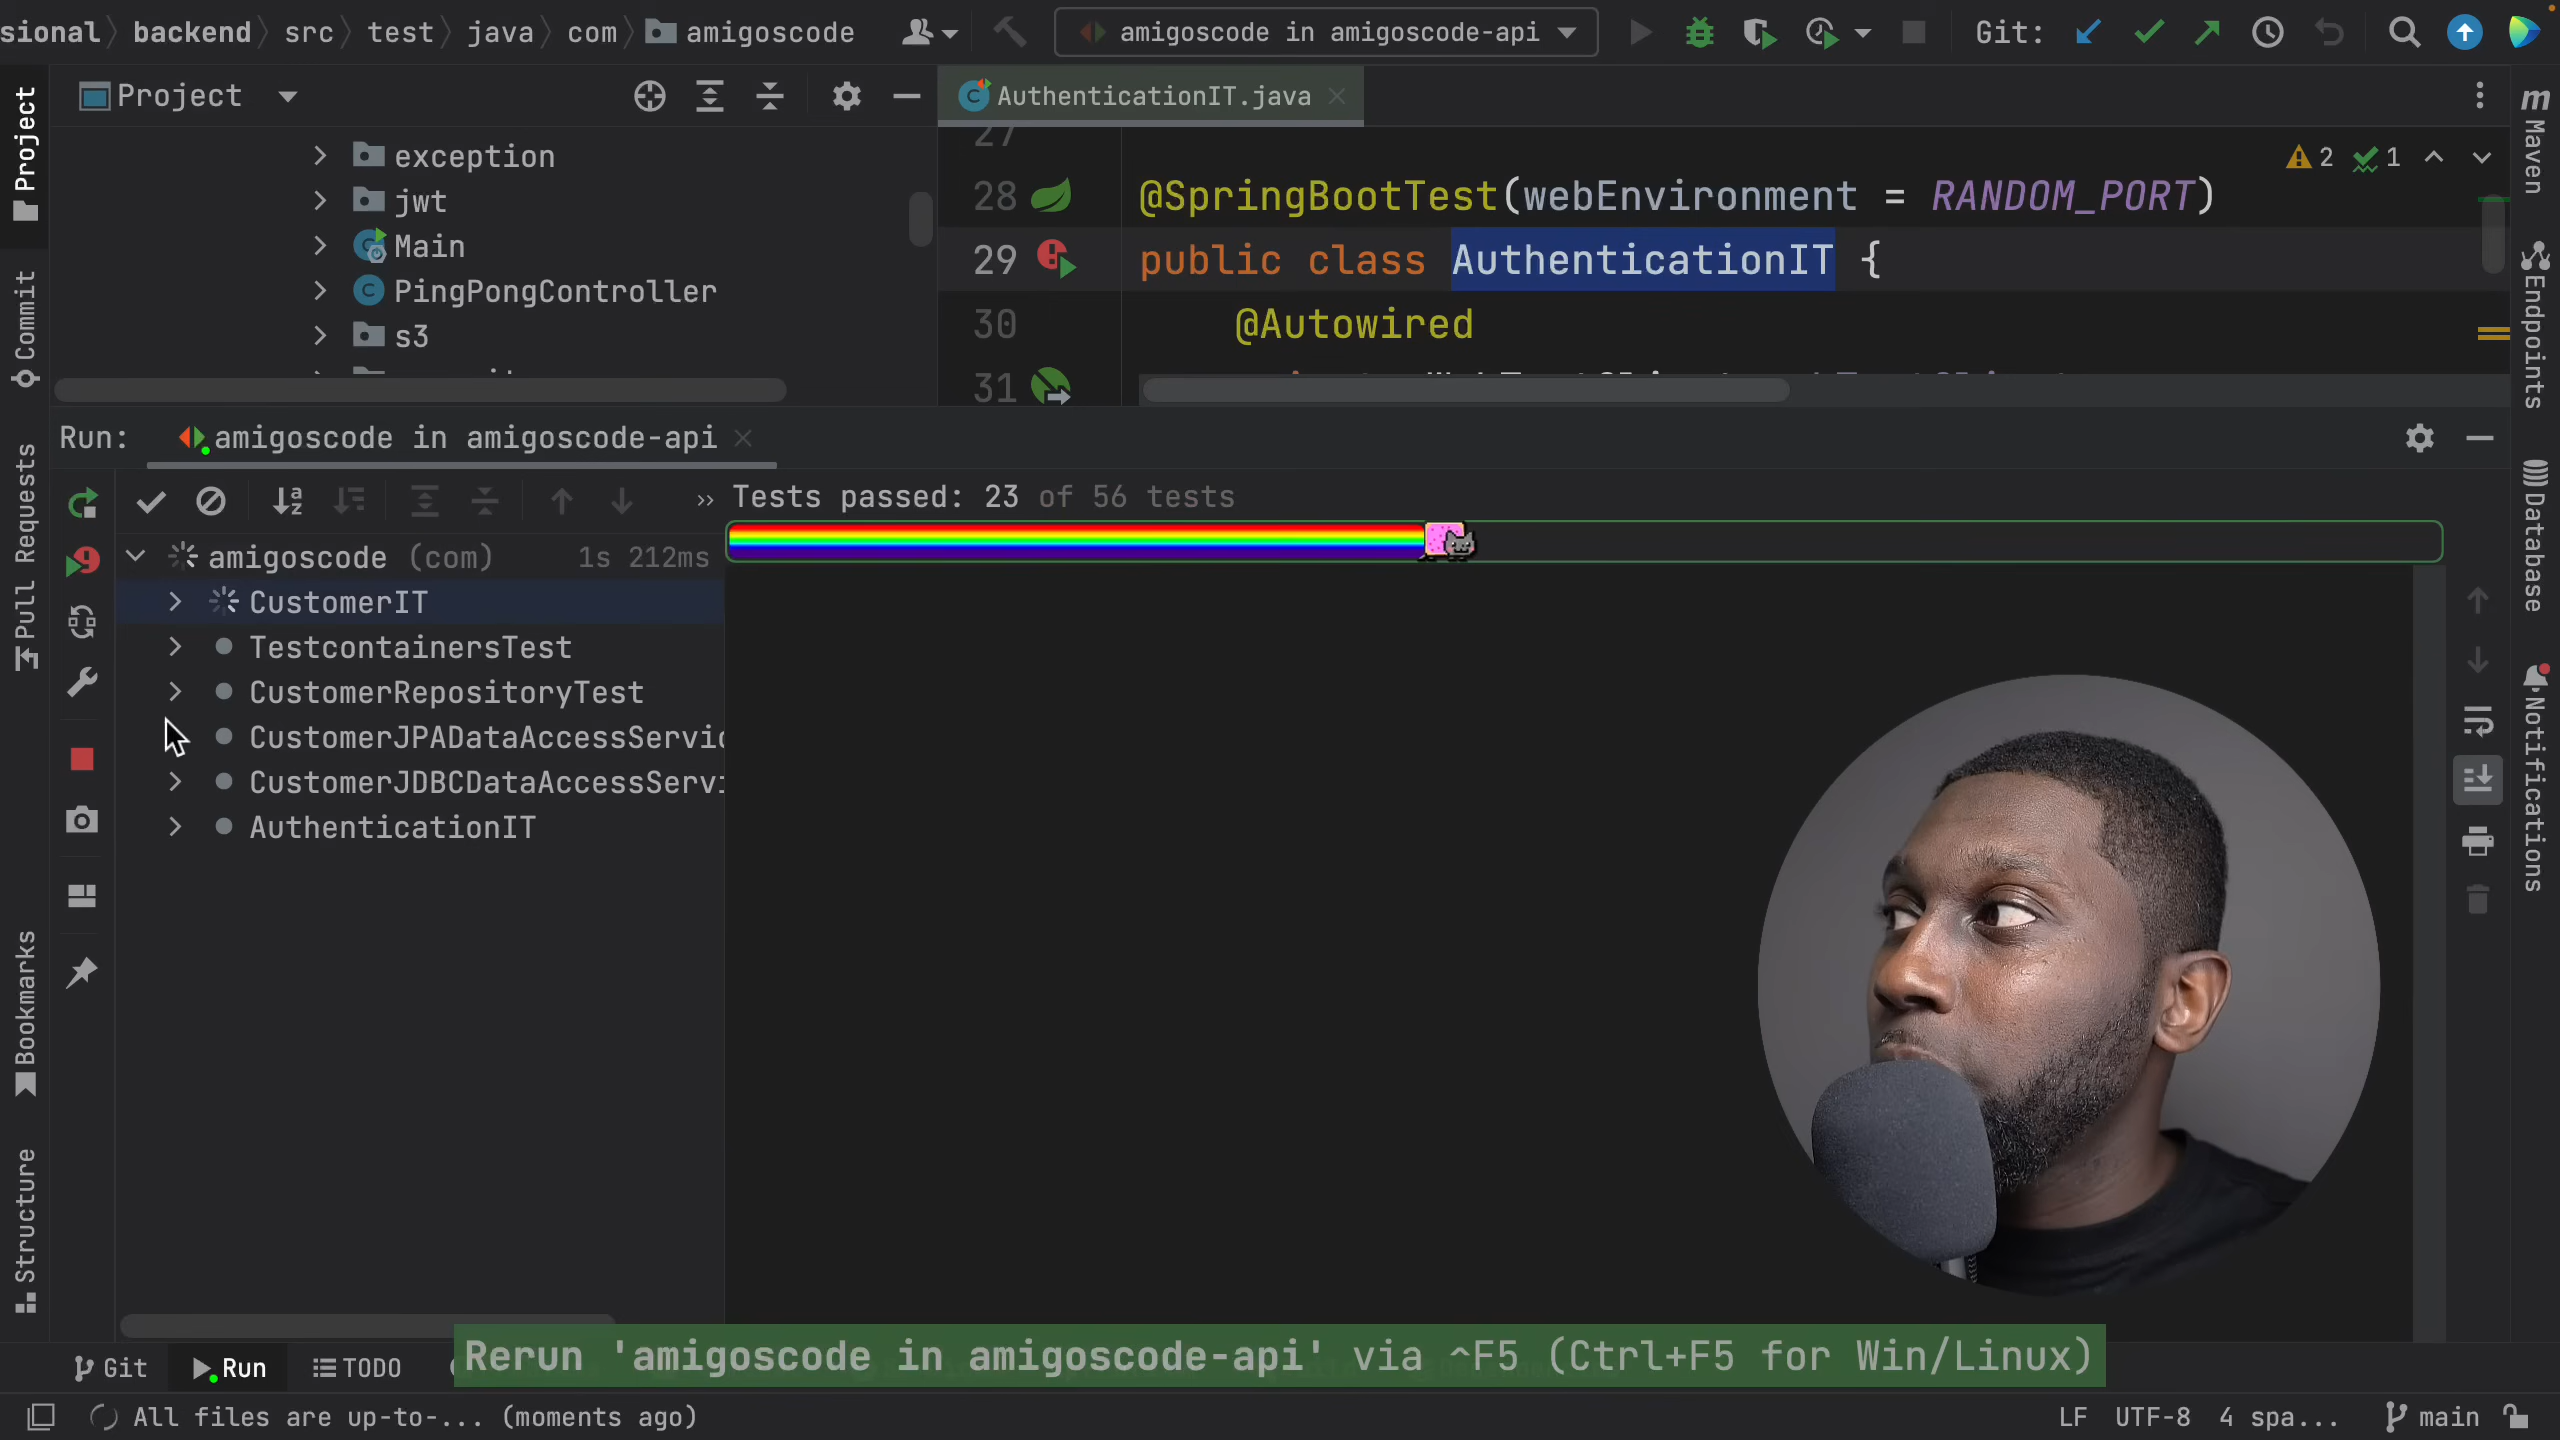 sional
backend
src
test
java
com
amigoscode
amigoscode in amigoscode-api
Git:
Project
Project
Commit
Pull Requests
Bookmarks
Structure
exception
jwt
Main
PingPongController
s3
AuthenticationIT.java
27
28 @SpringBootTest(webEnvironment = RANDOM_PORT)
29 public class AuthenticationIT {
30 @Autowired
31
2
1
m
Maven
Endpoints
Database
Notifications
Run:
amigoscode in amigoscode-api
9
Tests passed: 23 of 56 tests
amigoscode (com) 1s 212ms
CustomerIT
TestcontainersTest
CustomerRepositoryTest
CustomerJPADataAccessServic
CustomerJDBCDataAccessServi
AuthenticationIT
Rerun 'amigoscode in amigoscode-api' via ^F5 (Ctrl+F5 for Win/Linux)
Git
Run
TODO
All files are up-to-... (moments ago)
LF
UTF-8
4 spa...
main